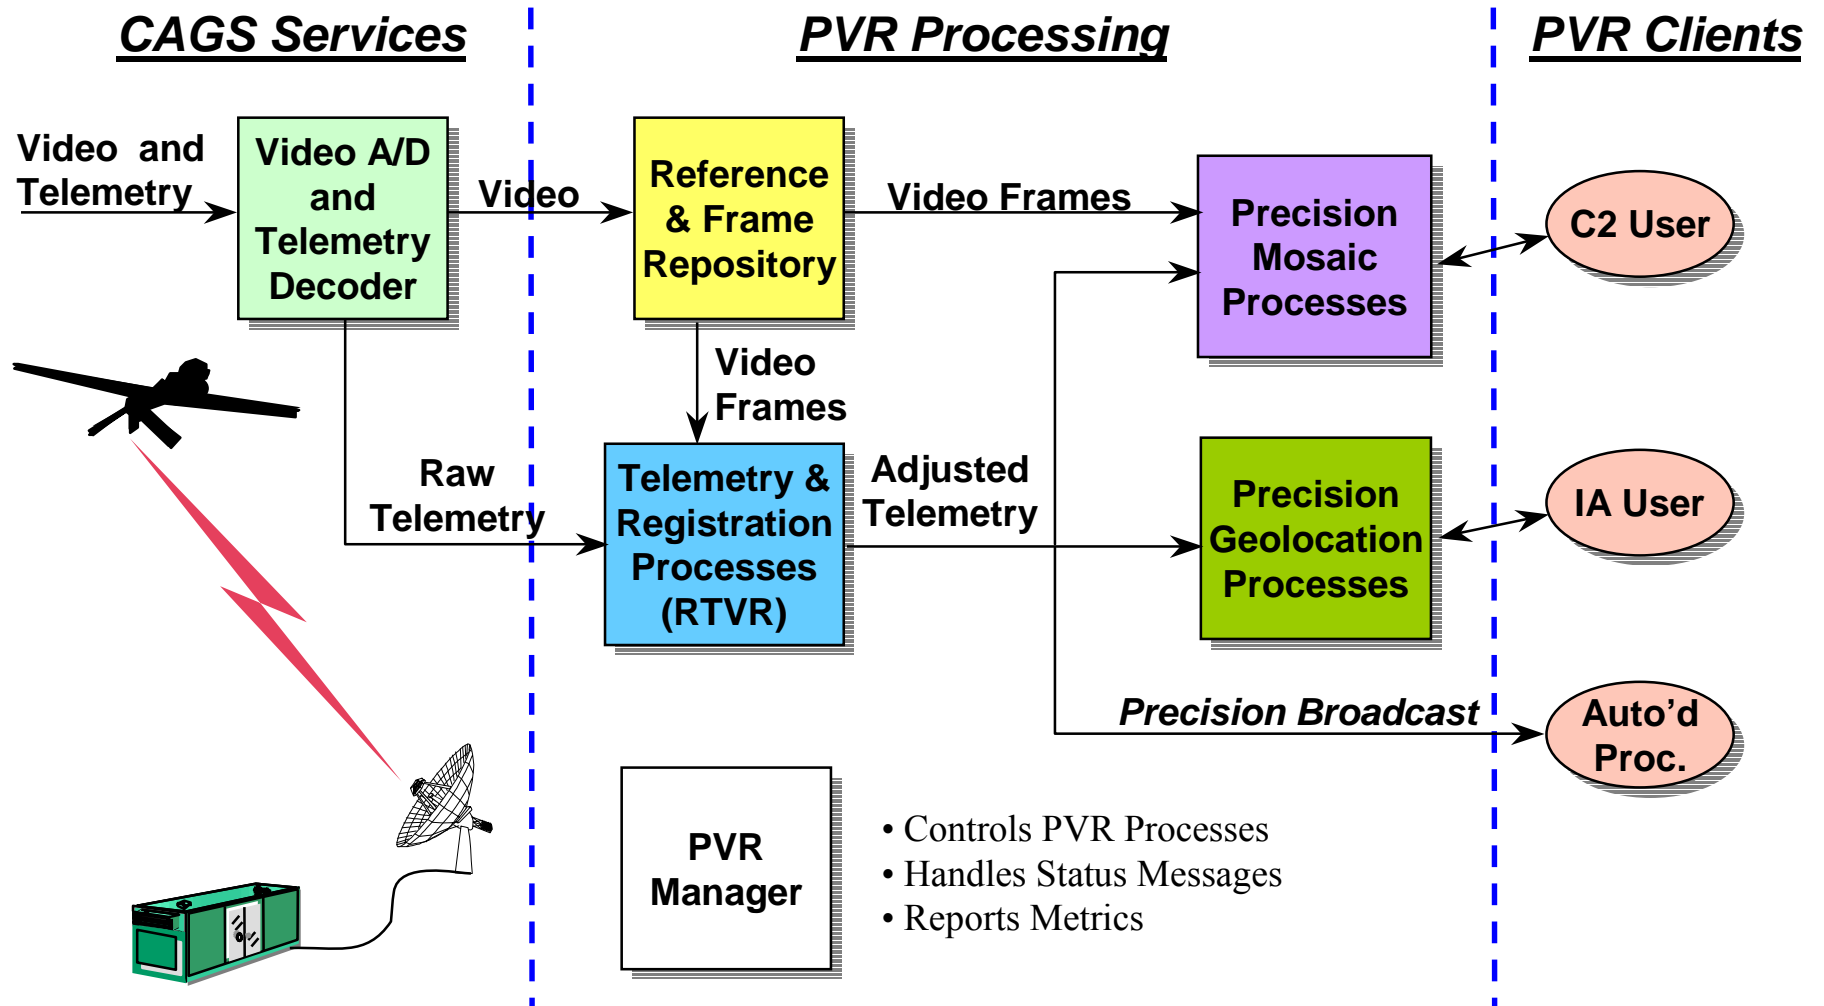 CAGS Services
PVR Processing
PVR Clients
Video and
Telemetry
Video A/D
and
Telemetry
Decoder
Video
Reference
& Frame
Repository
Video Frames
Precision
Mosaic
Processes
C2 User
Video
Frames
Raw
Telemetry
Telemetry &
Registration
Processes
(RTVR)
Adjusted
Telemetry
Precision
Geolocation
Processes
IA User
Precision Broadcast
Auto’d
Proc.
PVR
Manager
• Controls PVR Processes
• Handles Status Messages
• Reports Metrics